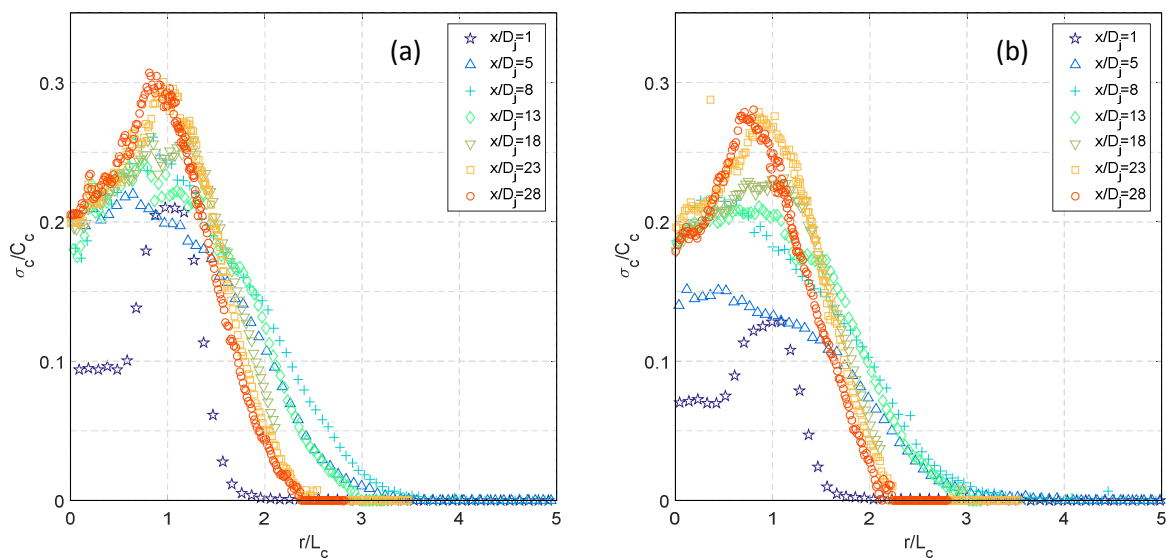 (a)
x/D_j=1
x/D_j=5
x/D_j=8
x/D_j=13
x/D_j=18
x/D_j=23
x/D_j=28
0.3
0.2
0.1
0
σ_c/C_c
0 1 2 3 4 5
r/L_c
(b)
x/D_j=1
x/D_j=5
x/D_j=8
x/D_j=13
x/D_j=18
x/D_j=23
x/D_j=28
0.3
0.2
0.1
0
σ_c/C_c
0 1 2 3 4 5
r/L_c